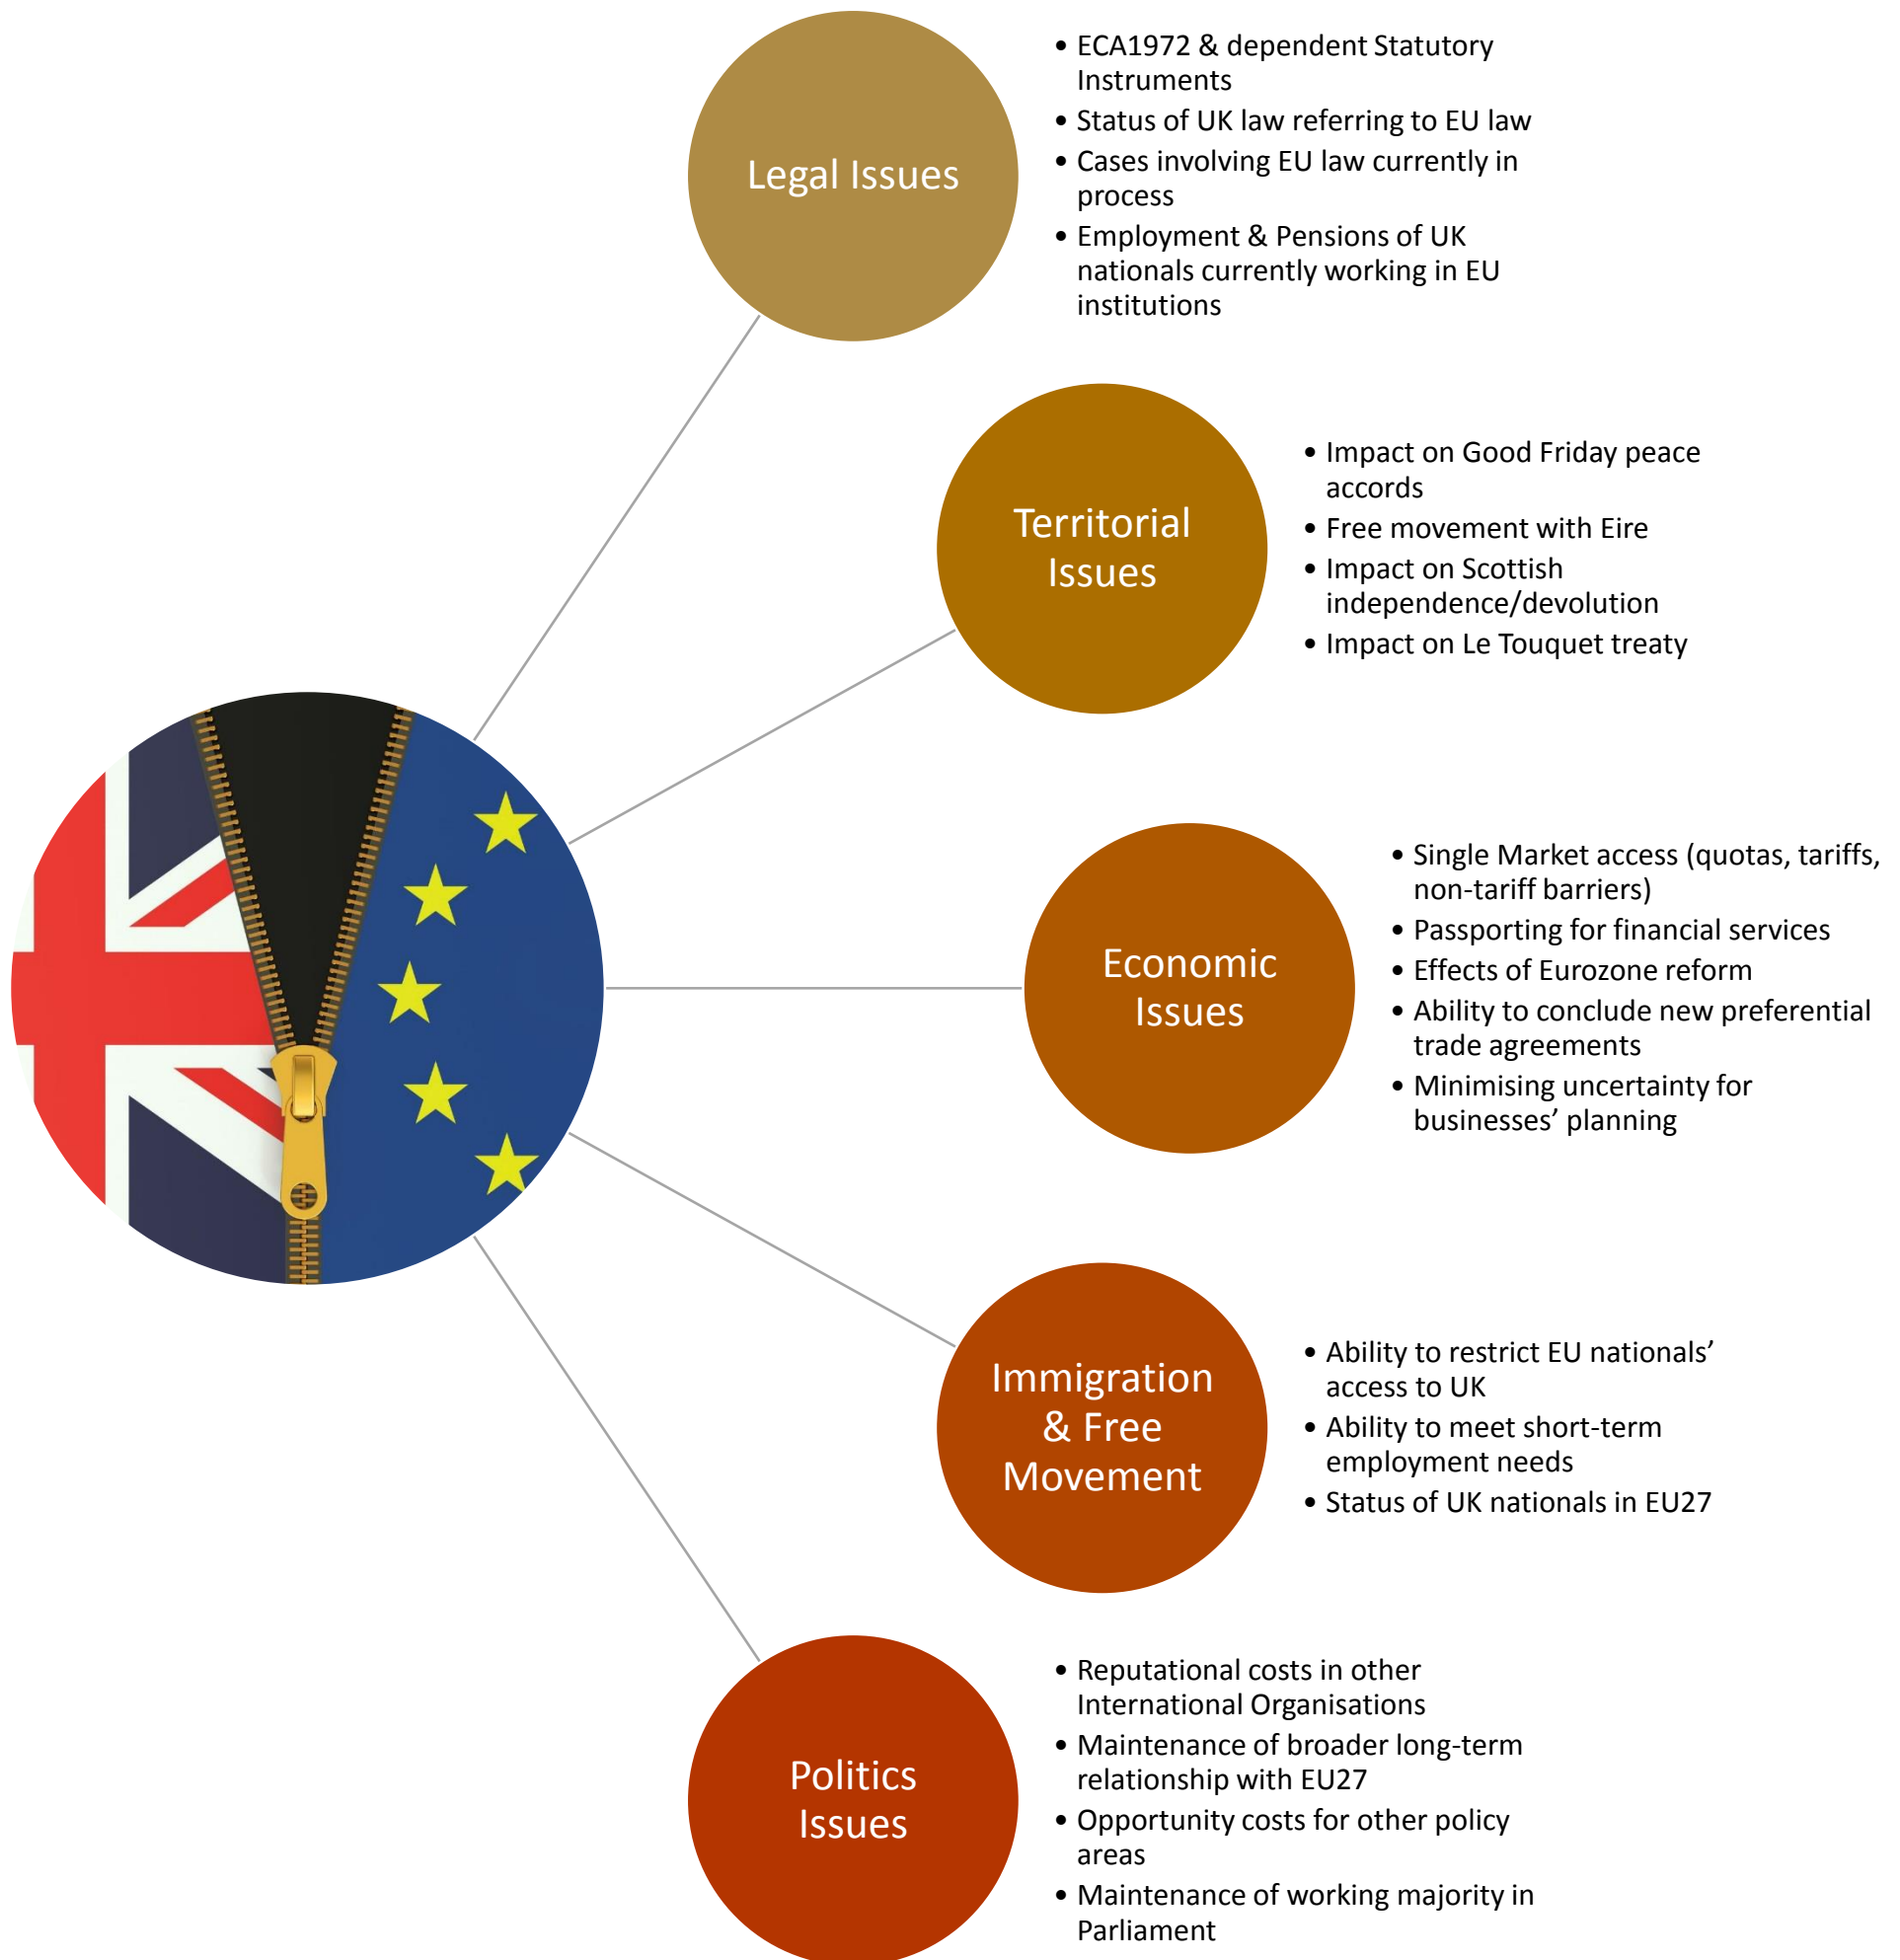 Legal Issues
• ECA1972 & dependent Statutory
Instruments
• Status of UK law referring to EU law
• Cases involving EU law currently in
process
• Employment & Pensions of UK
nationals currently working in EU
institutions
Territorial
Issues
• Impact on Good Friday peace
accords
• Free movement with Eire
• Impact on Scottish
independence/devolution
• Impact on Le Touquet treaty
Economic
Issues
• Single Market access (quotas, tariffs,
non-tariff barriers)
• Passporting for financial services
• Effects of Eurozone reform
• Ability to conclude new preferential
trade agreements
• Minimising uncertainty for
businesses’ planning
Immigration
& Free
Movement
• Ability to restrict EU nationals’
access to UK
• Ability to meet short-term
employment needs
• Status of UK nationals in EU27
Politics
Issues
• Reputational costs in other
International Organisations
• Maintenance of broader long-term
relationship with EU27
• Opportunity costs for other policy
areas
• Maintenance of working majority in
Parliament